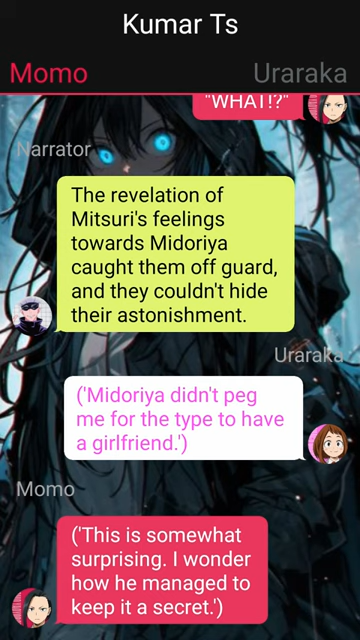 Kumar Ts
Momo
Uraraka
"WHAT!?"
Narrator
The revelation of
Mitsuri's feelings
towards Midoriya
caught them off guard,
and they couldn't hide
their astonishment.
Uraraka
('Midoriya didn't peg
me for the type to have
a girlfriend.')
Momo
('This is somewhat
surprising. I wonder
how he managed to
keep it a secret.')